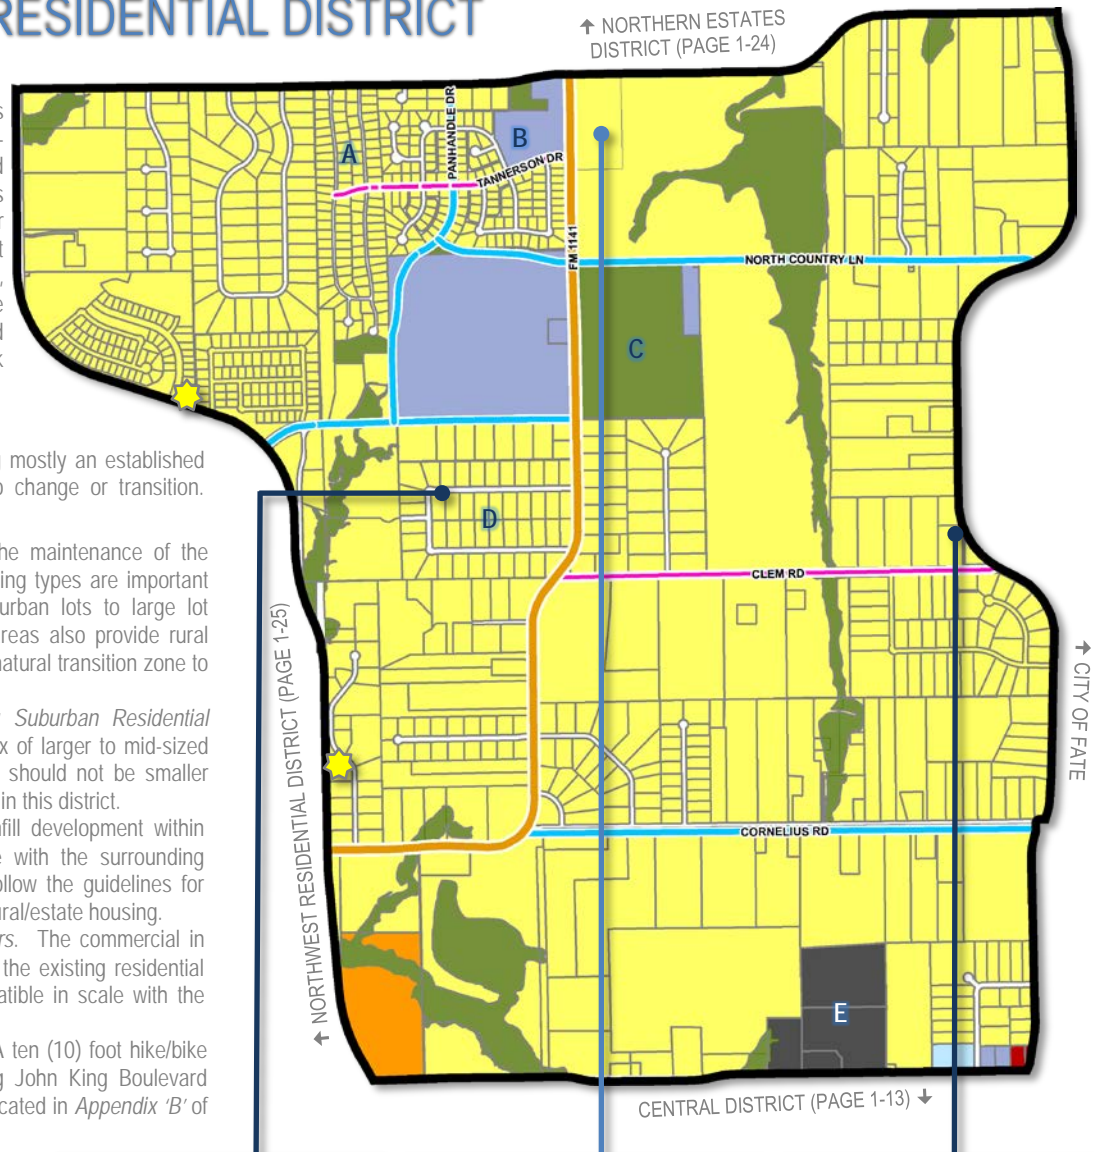 RESIDENTIAL DISTRICT
↑ NORTHERN ESTATES
DISTRICT (PAGE 1-24)
s
d
s
r
t
,
e
d
k
mostly an established
change or transition.
he maintenance of the
ing types are important
urban lots to large lot
reas also provide rural
natural transition zone to
Suburban Residential
x of larger to mid-sized
should not be smaller
in this district.
nfill development within
e with the surrounding
ollow the guidelines for
ural/estate housing.
rs. The commercial in
the existing residential
atible in scale with the
A ten (10) foot hike/bike
g John King Boulevard
cated in Appendix 'B' of
A
PANHANDLE DR
B
TANNERSON DR
FM 1141
NORTH COUNTRY LN
C
D
CLEM RD
← NORTHWEST RESIDENTIAL DISTRICT (PAGE 1-25)
→ CITY OF FATE
CORNELIUS RD
E
CENTRAL DISTRICT (PAGE 1-13) ↓